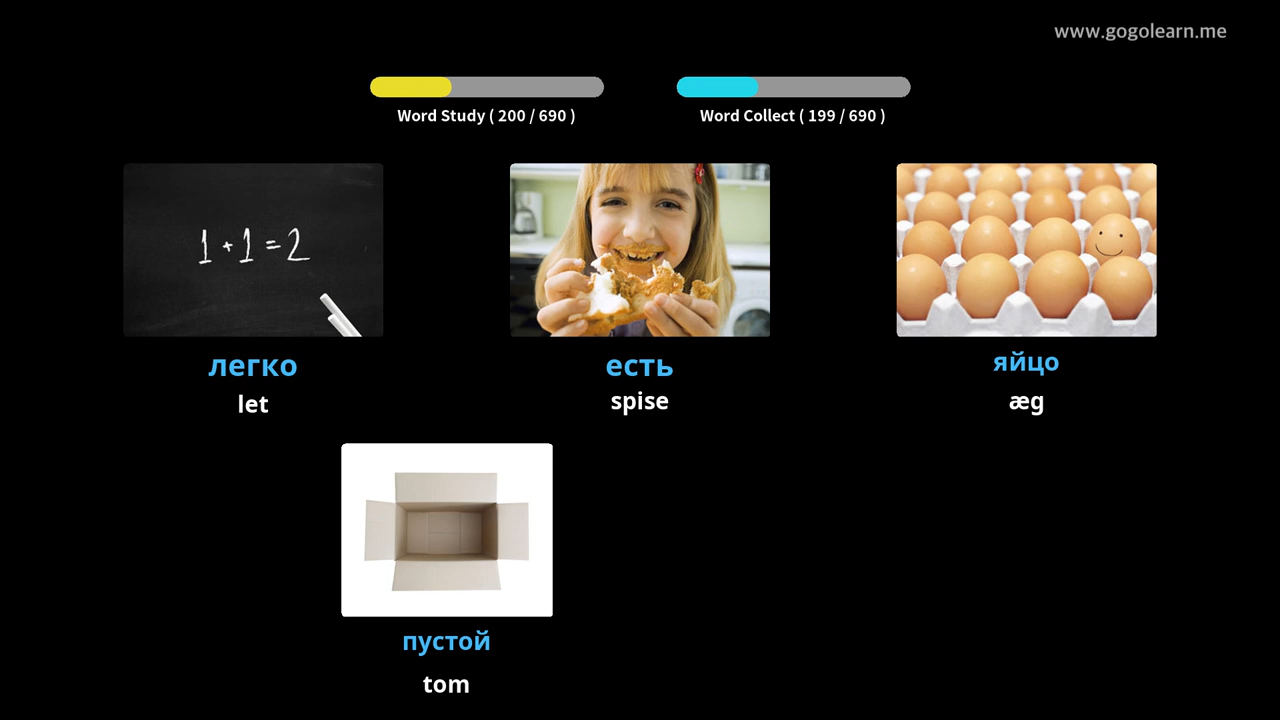 www.gogolearn.me
Word Study ( 200 / 690 )
Word Collect ( 199 / 690 )
1 + 1 = 2
легко
let
есть
spise
яйцо
æg
пустой
tom